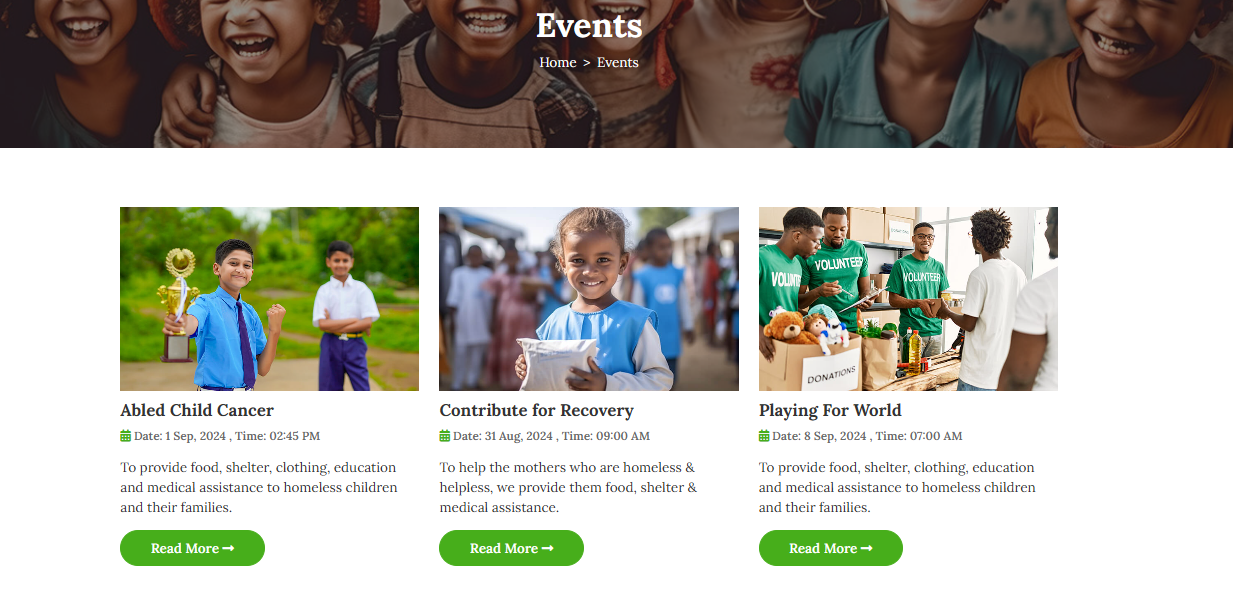 Events
Home > Events
VOLUNTEER
VOLUNTEER
DONATIONS
Abled Child Cancer
Date: 1 Sep, 2024 , Time: 02:45 PM
To provide food, shelter, clothing, education
and medical assistance to homeless children
and their families.
Read More →
Contribute for Recovery
Date: 31 Aug, 2024 , Time: 09:00 AM
To help the mothers who are homeless &
helpless, we provide them food, shelter &
medical assistance.
Read More →
Playing For World
Date: 8 Sep, 2024 , Time: 07:00 AM
To provide food, shelter, clothing, education
and medical assistance to homeless children
and their families.
Read More →